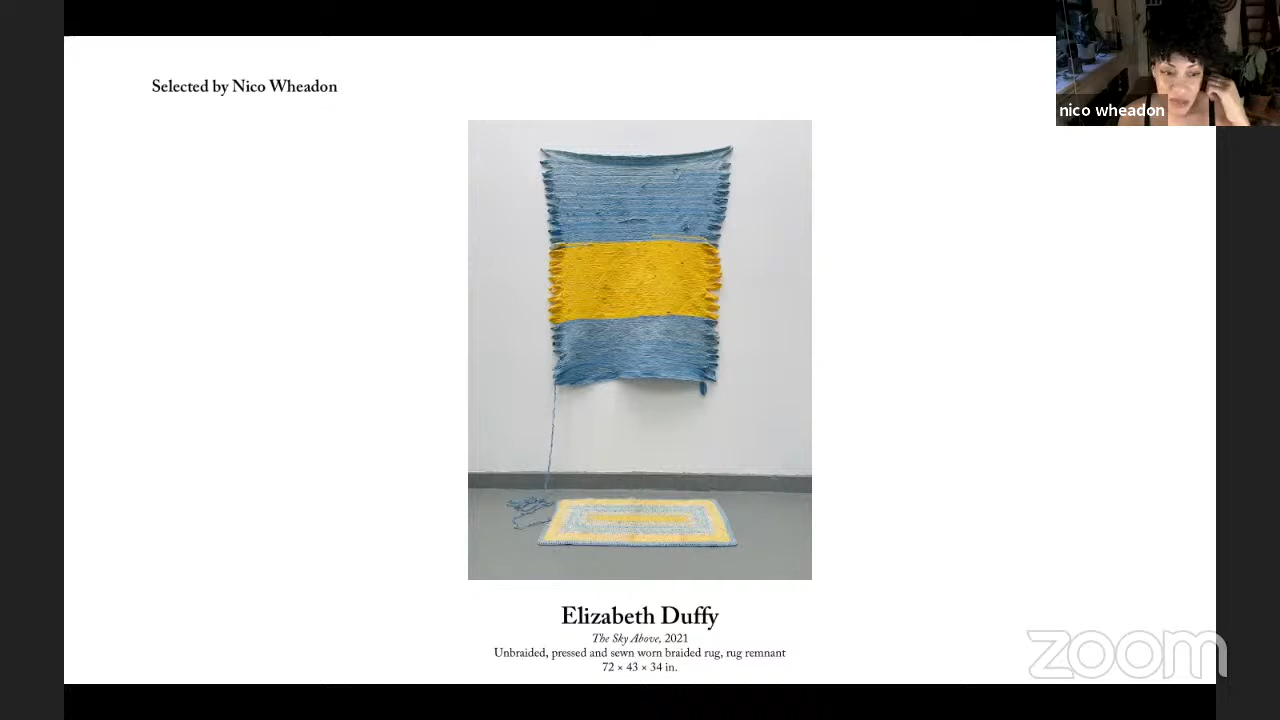 Selected by Nico Wheadon
nico wheadon
Elizabeth Duffy
The Sky Above, 2021
Unbraided, pressed and sewn worn braided rug, rug remnant
72 × 43 × 34 in.
zoom